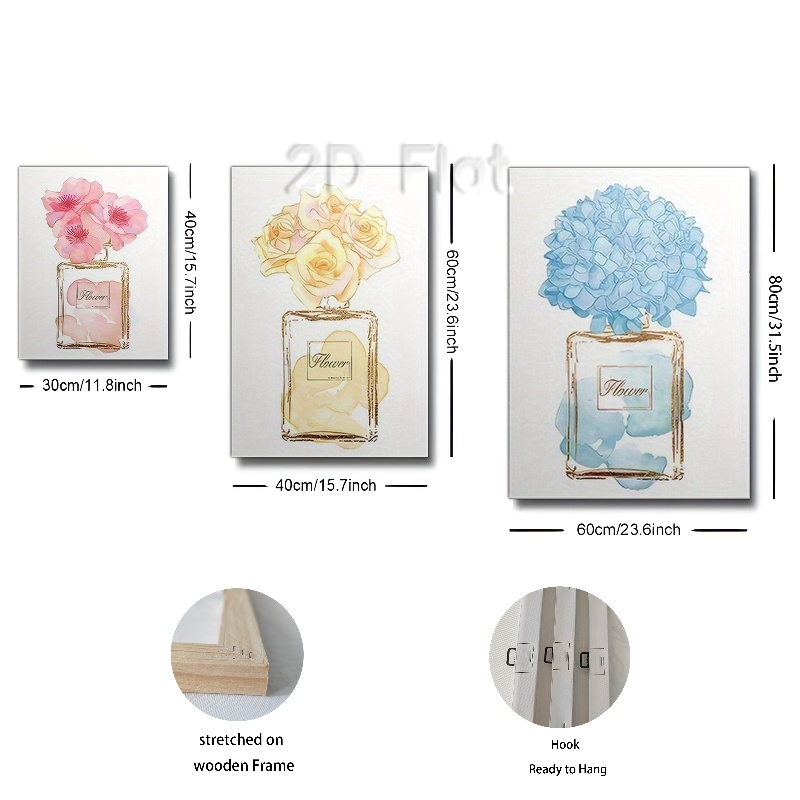 2D Flat
40cm/15.7inch
60cm/23.6inch
80cm/31.5inch
Flower
Flower
Flower
30cm/11.8inch
40cm/15.7inch
60cm/23.6inch
stretched on
wooden Frame
Hook
Ready to Hang